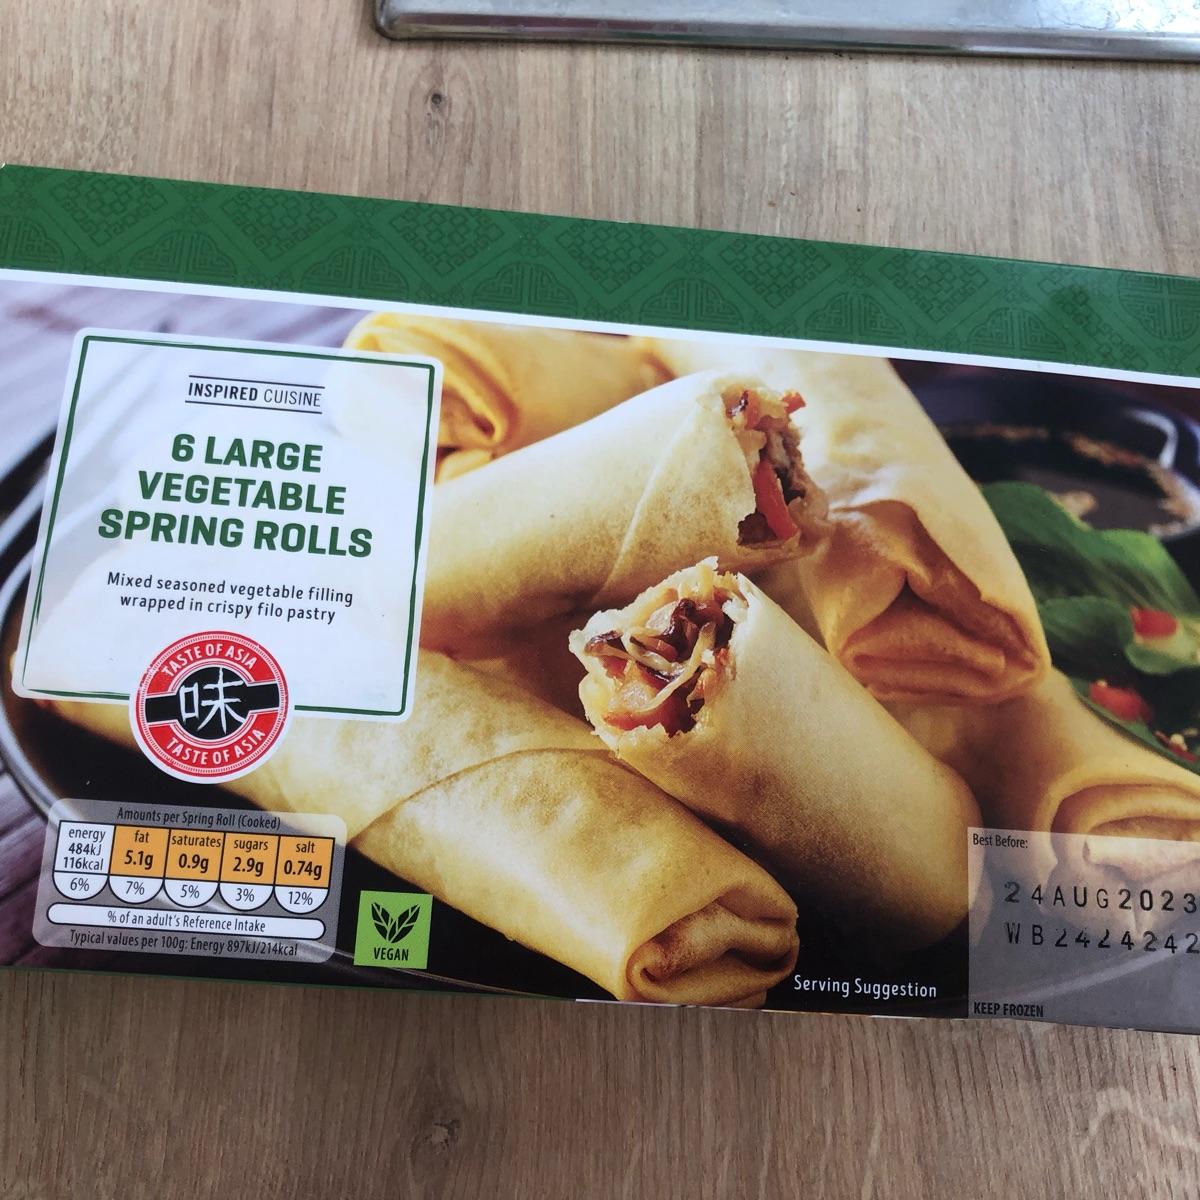 INSPIRED CUISINE
6 LARGE
VEGETABLE
SPRING ROLLS
Mixed seasoned vegetable filling
wrapped in crispy filo pastry
TASTE OF ASIA
味
TASTE OF ASIA
Amounts per Spring Roll (Cooked)
energy
484kJ
116kcal
6%
fat
5.1g
7%
saturates
0.9g
5%
sugars
2.9g
3%
salt
0.74g
12%
% of an adult's Reference Intake
Typical values per 100g: Energy 897kJ/214kcal
VEGAN
Serving Suggestion
Best Before:
24AUG2023
WB2424242
KEEP FROZEN